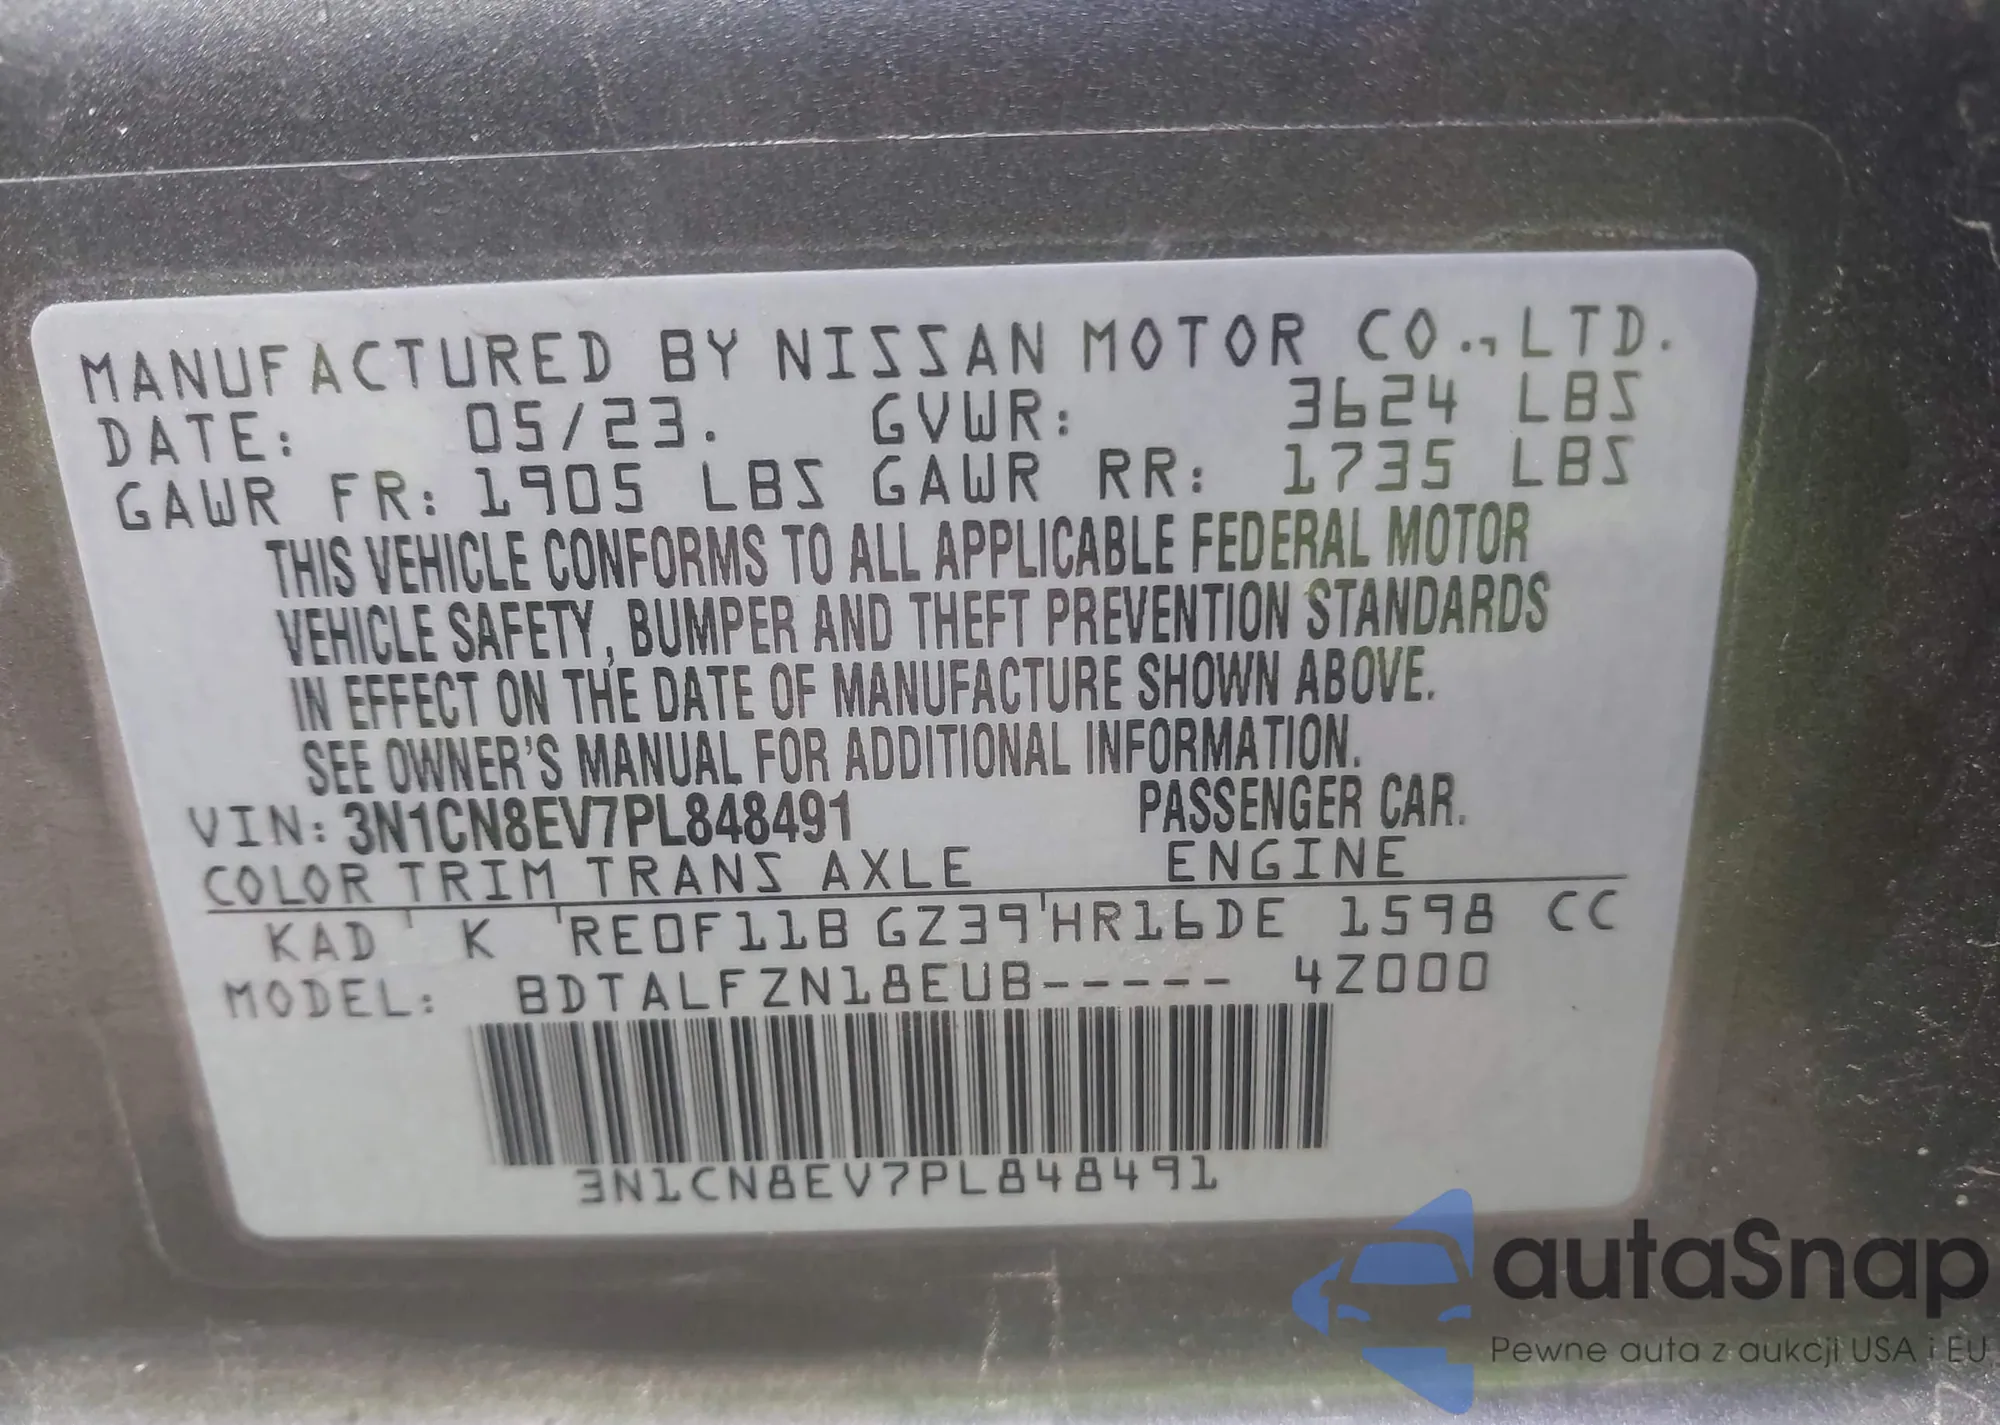 MANUFACTURED BY NISSAN MOTOR CO., LTD.
DATE: 05/23. GVWR: 3624 LBS
GAWR FR: 1905 LBS GAWR RR: 1735 LBS
THIS VEHICLE CONFORMS TO ALL APPLICABLE FEDERAL MOTOR
VEHICLE SAFETY, BUMPER AND THEFT PREVENTION STANDARDS
IN EFFECT ON THE DATE OF MANUFACTURE SHOWN ABOVE.
SEE OWNER'S MANUAL FOR ADDITIONAL INFORMATION.
VIN: 3N1CN8EV7PL848491 PASSENGER CAR.
COLOR TRIM TRANS AXLE ENGINE
KAD K RE0F11B GZ39 HR16DE 1598 CC
MODEL: BDTALFZN18EUB----- 4Z000
3N1CN8EV7PL848491
autaSnap
Pewne auta z aukcji USA i EU